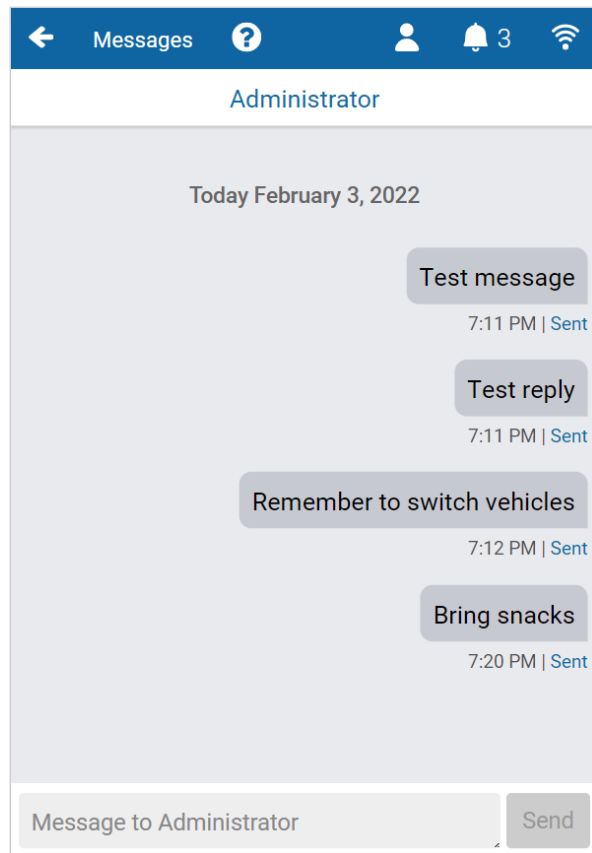 Messages 3
Administrator
Today February 3, 2022
Test message
7:11 PM | Sent
Test reply
7:11 PM | Sent
Remember to switch vehicles
7:12 PM | Sent
Bring snacks
7:20 PM | Sent
Message to Administrator Send